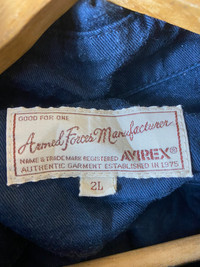 GOOD FOR ONE
Armed Forces Manufacturer
NAME & TRADE MARK REGISTERED AVIREX®
AUTHENTIC GARMENT ESTABLISHED IN 1975
2L